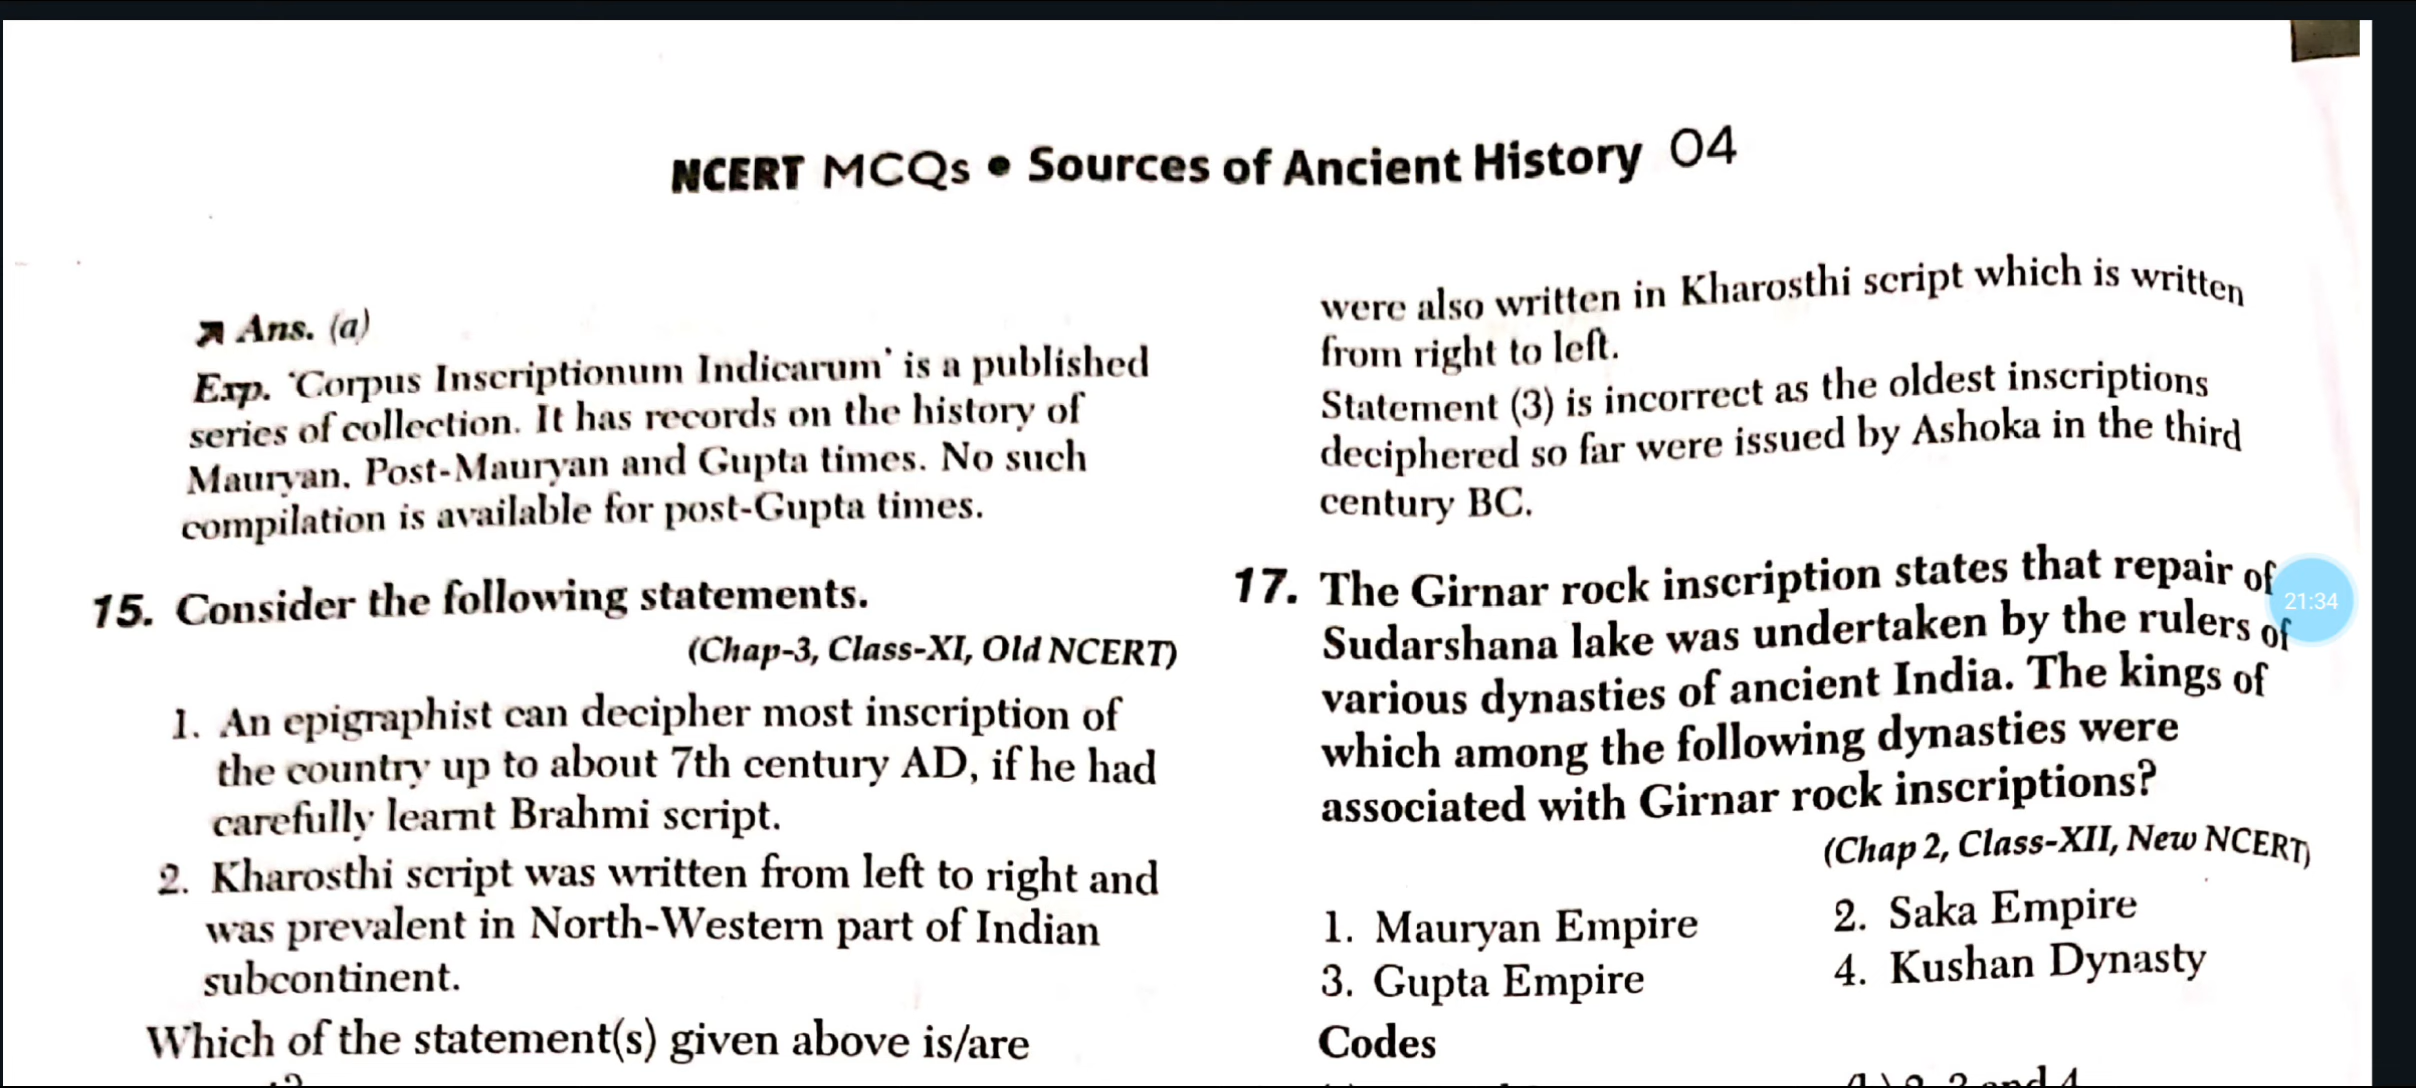 NCERT MCQs • Sources of Ancient History 04
Ans. (a)
Exp. 'Corpus Inscriptionum Indicarum' is a published
series of collection. It has records on the history of
Mauryan, Post-Mauryan and Gupta times. No such
compilation is available for post-Gupta times.
15. Consider the following statements.
(Chap-3, Class-XI, Old NCERT)
1. An epigraphist can decipher most inscription of
the country up to about 7th century AD, if he had
carefully learnt Brahmi script.
2. Kharosthi script was written from left to right and
was prevalent in North-Western part of Indian
subcontinent.
Which of the statement(s) given above is/are
were also written in Kharosthi script which is written
from right to left.
Statement (3) is incorrect as the oldest inscriptions
deciphered so far were issued by Ashoka in the third
century BC.
17. The Girnar rock inscription states that repair of
Sudarshana lake was undertaken by the rulers of
various dynasties of ancient India. The kings of
which among the following dynasties were
associated with Girnar rock inscriptions?
(Chap 2, Class-XII, New NCERT)
1. Mauryan Empire 2. Saka Empire
3. Gupta Empire 4. Kushan Dynasty
Codes
21:34